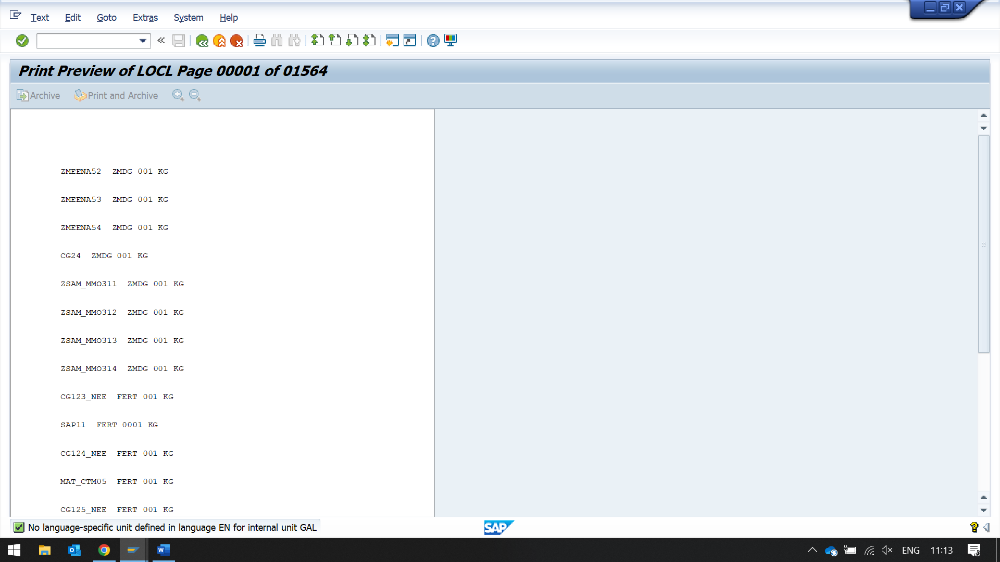 Text Edit Goto Extras System Help
Print Preview of LOCL Page 00001 of 01564
Archive Print and Archive
ZMEENA52 ZMDG 001 KG
ZMEENA53 ZMDG 001 KG
ZMEENA54 ZMDG 001 KG
CG24 ZMDG 001 KG
ZSAM_MMO311 ZMDG 001 KG
ZSAM_MMO312 ZMDG 001 KG
ZSAM_MMO313 ZMDG 001 KG
ZSAM_MMO314 ZMDG 001 KG
CG123_NEE FERT 001 KG
SAP11 FERT 0001 KG
CG124_NEE FERT 001 KG
MAT_CTM05 FERT 001 KG
CG125_NEE FERT 001 KG
No language-specific unit defined in language EN for internal unit GAL
SAP
ENG 11:13